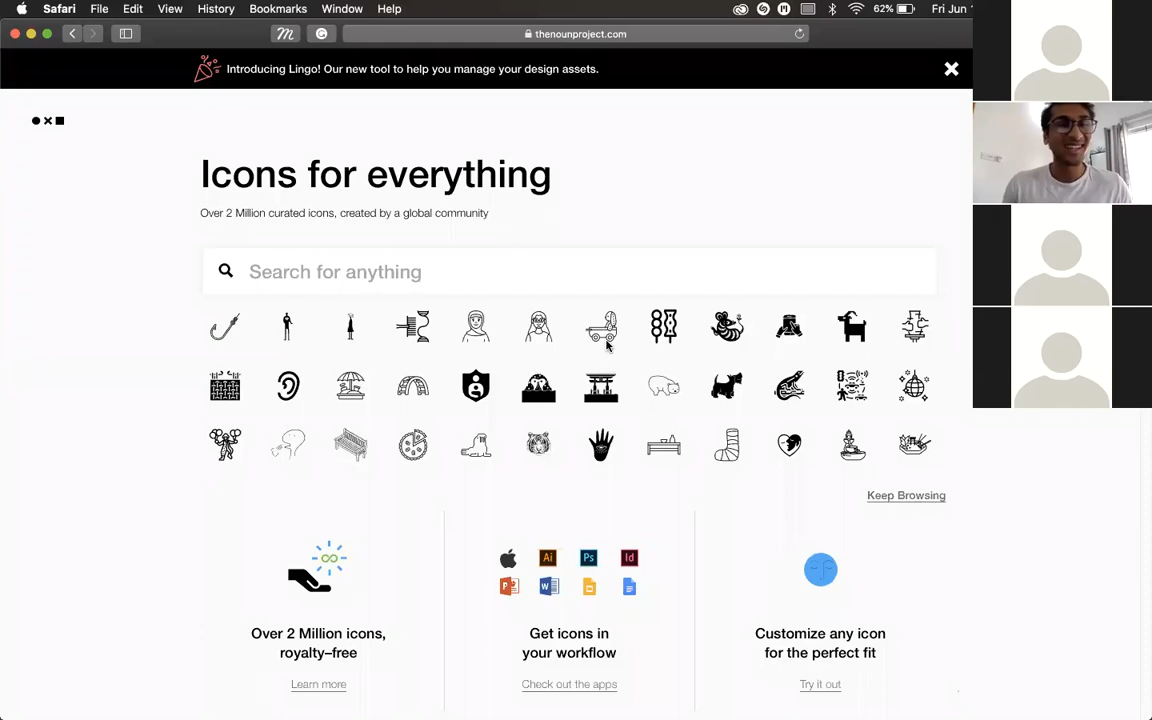 Safari File Edit View History Bookmarks Window Help 62% Fri Jun
thenounproject.com
Introducing Lingo! Our new tool to help you manage your design assets.
Icons for everything
Over 2 Million curated icons, created by a global community
Search for anything
Keep Browsing
Ai Ps Id
Over 2 Million icons,
royalty–free
Learn more
Get icons in
your workflow
Check out the apps
Customize any icon
for the perfect fit
Try it out